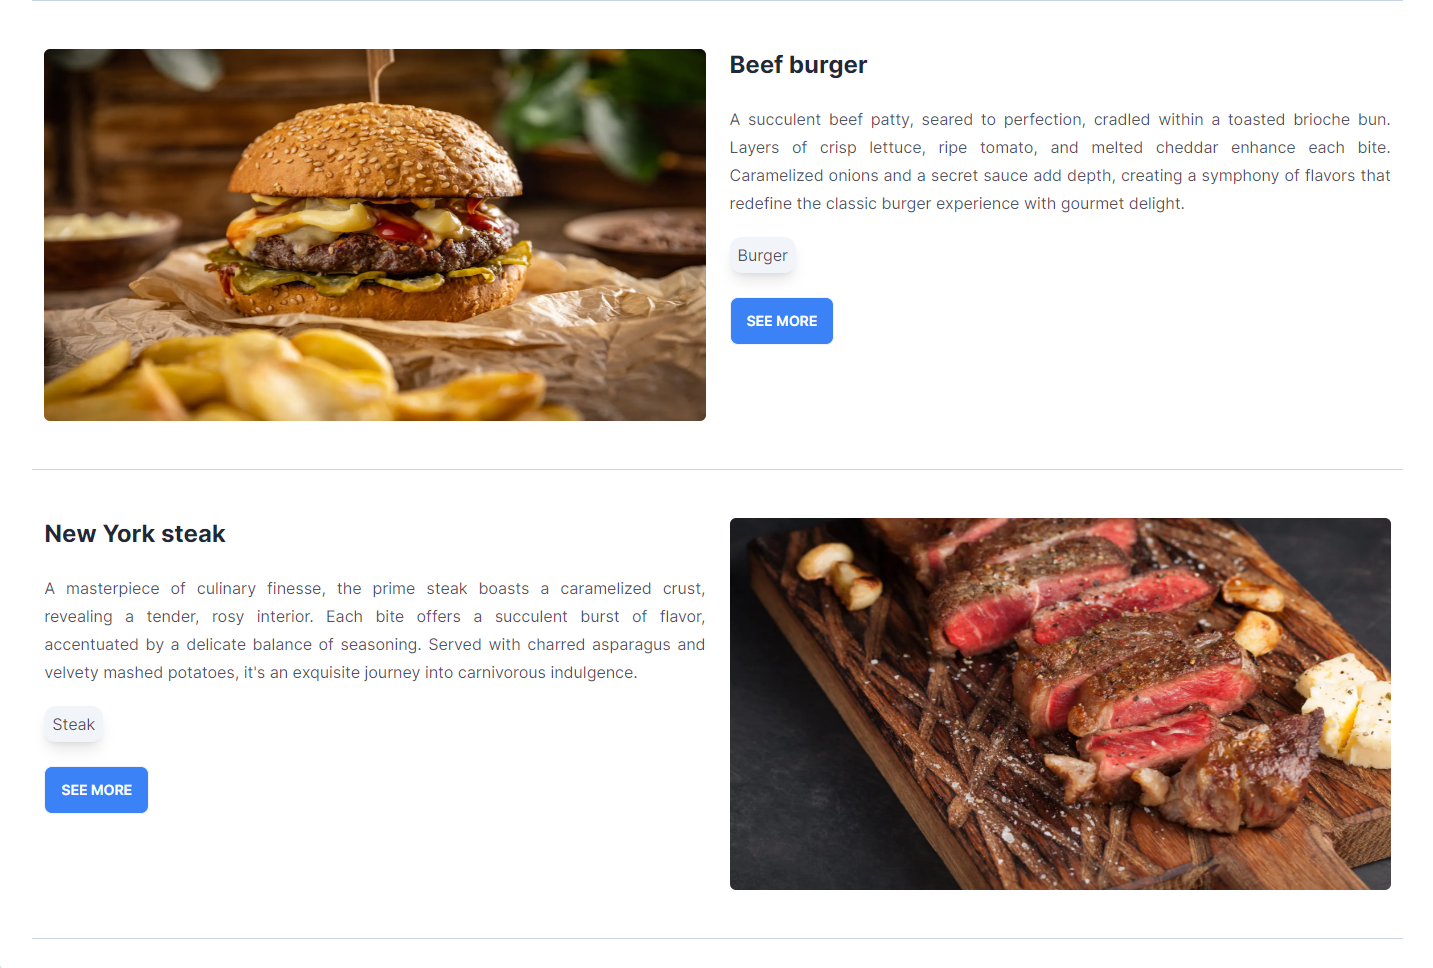 Beef burger
A succulent beef patty, seared to perfection, cradled within a toasted brioche bun.
Layers of crisp lettuce, ripe tomato, and melted cheddar enhance each bite.
Caramelized onions and a secret sauce add depth, creating a symphony of flavors that
redefine the classic burger experience with gourmet delight.
Burger
SEE MORE
New York steak
A masterpiece of culinary finesse, the prime steak boasts a caramelized crust,
revealing a tender, rosy interior. Each bite offers a succulent burst of flavor,
accentuated by a delicate balance of seasoning. Served with charred asparagus and
velvety mashed potatoes, it's an exquisite journey into carnivorous indulgence.
Steak
SEE MORE